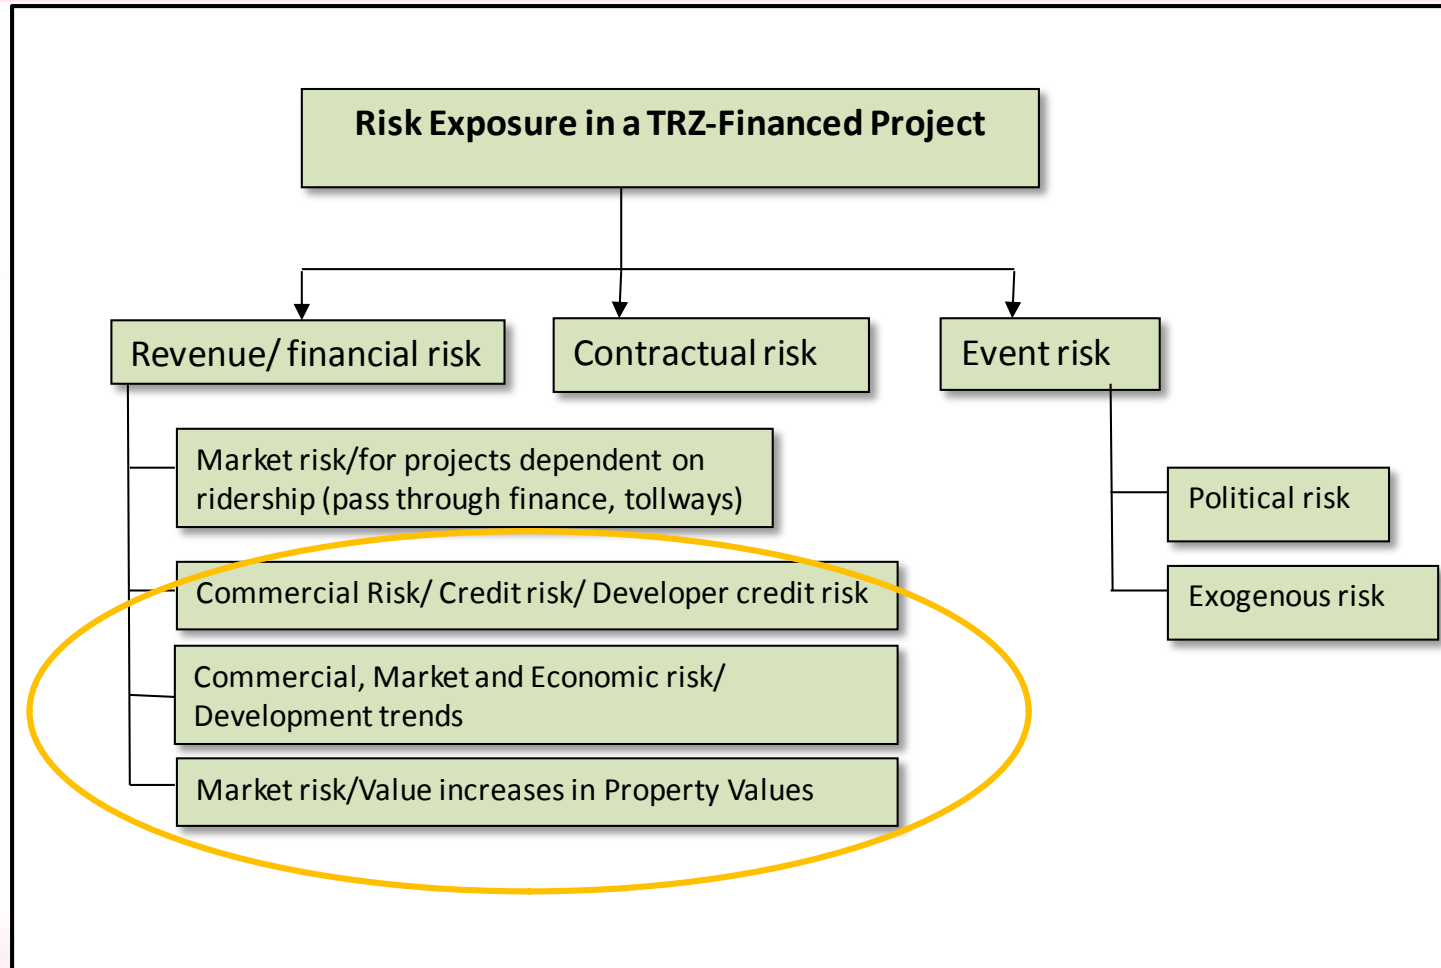 Risk Exposure in a TRZ-Financed Project
Revenue/ financial risk
Contractual risk
Event risk
Market risk/for projects dependent on
ridership (pass through finance, tollways)
Commercial Risk/ Credit risk/ Developer credit risk
Commercial, Market and Economic risk/
Development trends
Market risk/Value increases in Property Values
Political risk
Exogenous risk